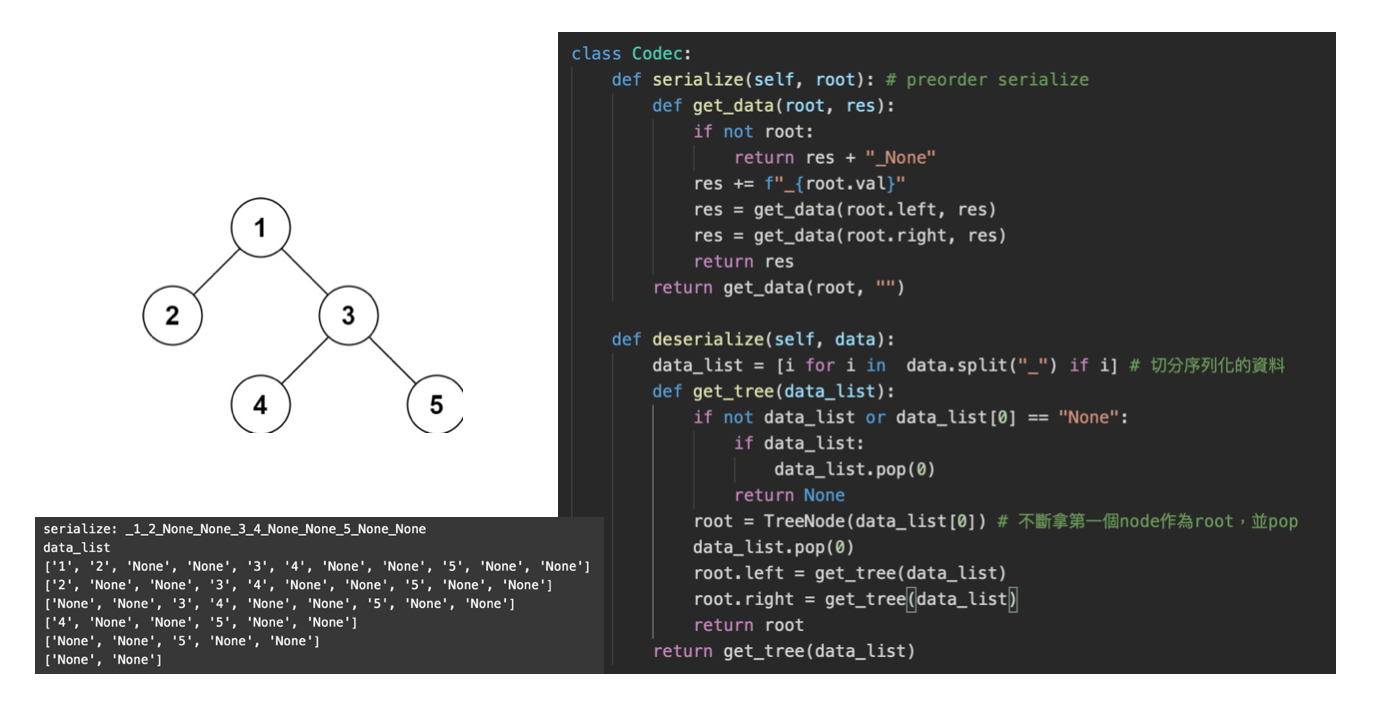 1
2
3
4
5
class Codec:
    def serialize(self, root): # preorder serialize
        def get_data(root, res):
            if not root:
                return res + "_None"
            res += f"_{root.val}"
            res = get_data(root.left, res)
            res = get_data(root.right, res)
            return res
        return get_data(root, "")
    def deserialize(self, data):
        data_list = [i for i in  data.split("_") if i] # 切分序列化的資料
        def get_tree(data_list):
            if not data_list or data_list[0] == "None":
                if data_list:
                    data_list.pop(0)
                return None
            root = TreeNode(data_list[0]) # 不斷拿第一個node作為root，並pop
            data_list.pop(0)
            root.left = get_tree(data_list)
            root.right = get_tree(data_list)
            return root
        return get_tree(data_list)
serialize: _1_2_None_None_3_4_None_None_5_None_None
data_list
['1', '2', 'None', 'None', '3', '4', 'None', 'None', '5', 'None', 'None']
['2', 'None', 'None', '3', '4', 'None', 'None', '5', 'None', 'None']
['None', 'None', '3', '4', 'None', 'None', '5', 'None', 'None']
['4', 'None', 'None', '5', 'None', 'None']
['None', 'None', '5', 'None', 'None']
['None', 'None']